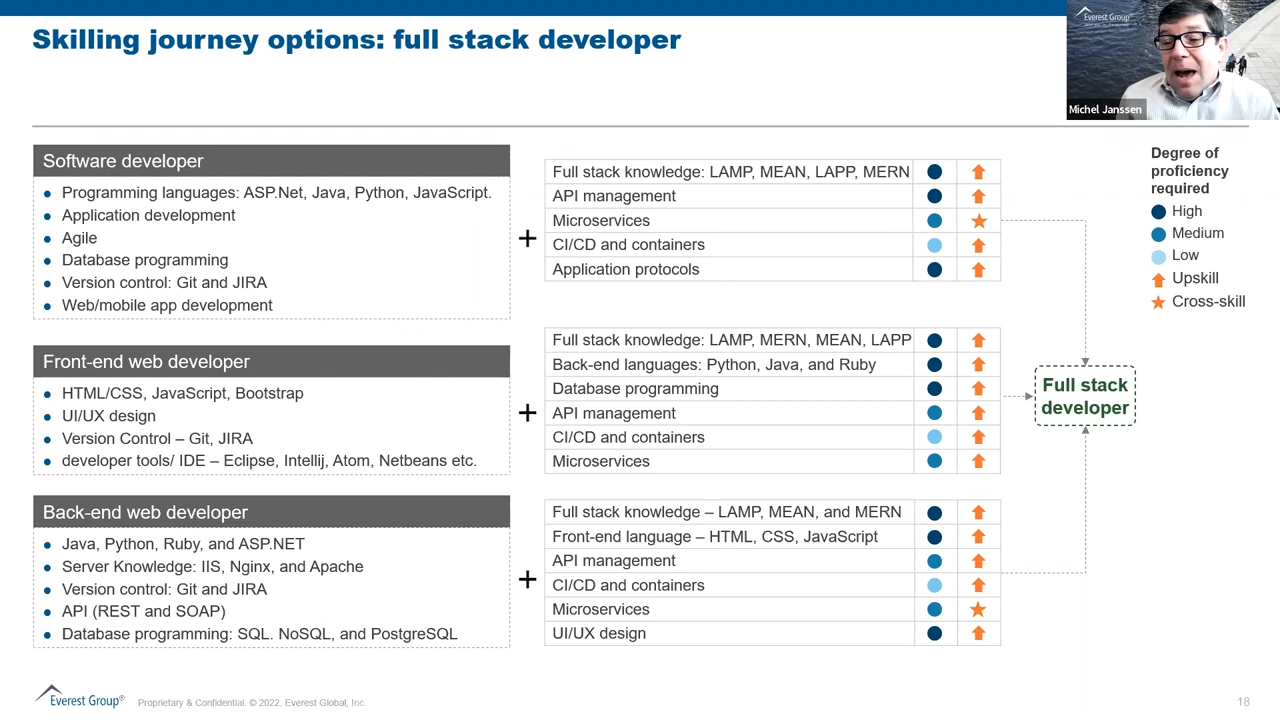 Skilling journey options: full stack developer
Everest Group®
Michel Janssen
Software developer
Programming languages: ASP.Net, Java, Python, JavaScript.
Application development
Agile
Database programming
Version control: Git and JIRA
Web/mobile app development
+
Full stack knowledge: LAMP, MEAN, LAPP, MERN
API management
Microservices
CI/CD and containers
Application protocols
Degree of
proficiency
required
High
Medium
Low
Upskill
Cross-skill
Front-end web developer
HTML/CSS, JavaScript, Bootstrap
UI/UX design
Version Control – Git, JIRA
developer tools/ IDE – Eclipse, Intellij, Atom, Netbeans etc.
+
Full stack knowledge: LAMP, MERN, MEAN, LAPP
Back-end languages: Python, Java, and Ruby
Database programming
API management
CI/CD and containers
Microservices
Full stack
developer
Back-end web developer
Java, Python, Ruby, and ASP.NET
Server Knowledge: IIS, Nginx, and Apache
Version control: Git and JIRA
API (REST and SOAP)
Database programming: SQL. NoSQL, and PostgreSQL
+
Full stack knowledge – LAMP, MEAN, and MERN
Front-end language – HTML, CSS, JavaScript
API management
CI/CD and containers
Microservices
UI/UX design
Everest Group® Proprietary & Confidential. © 2022, Everest Global, Inc.
18